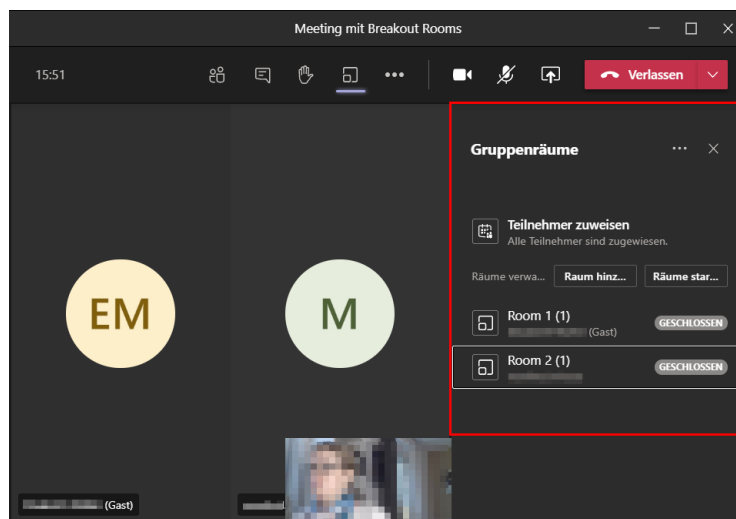 Meeting mit Breakout Rooms
15:51
Verlassen
Gruppenräume
Teilnehmer zuweisen
Alle Teilnehmer sind zugewiesen.
Räume verwa... Raum hinz... Räume star...
Room 1 (1)
(Gast)
GESCHLOSSEN
Room 2 (1)
GESCHLOSSEN
EM
M
(Gast)